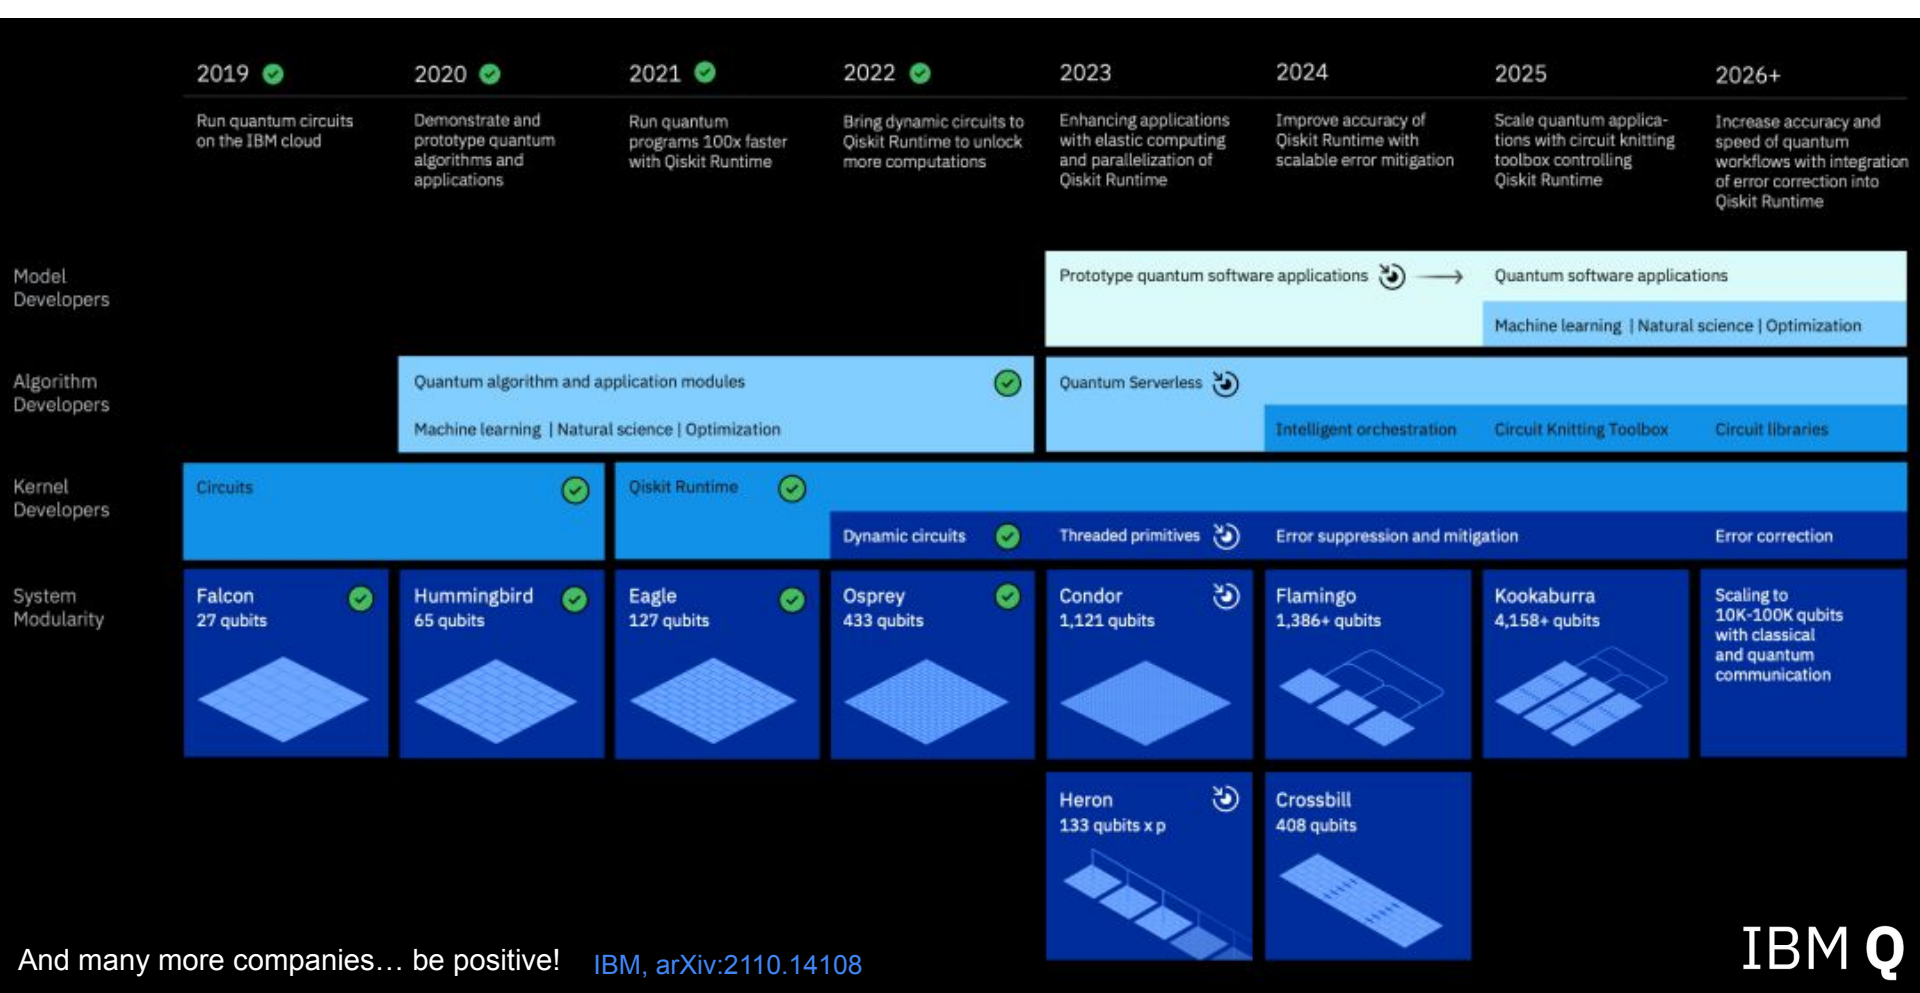 2019
2020
2021
2022
2023
2024
2025
2026+
Run quantum circuits
on the IBM cloud
Demonstrate and
prototype quantum
algorithms and
applications
Run quantum
programs 100x faster
with Qiskit Runtime
Bring dynamic circuits to
Qiskit Runtime to unlock
more computations
Enhancing applications
with elastic computing
and parallelization of
Qiskit Runtime
Improve accuracy of
Qiskit Runtime with
scalable error mitigation
Scale quantum applica-
tions with circuit knitting
toolbox controlling
Qiskit Runtime
Increase accuracy and
speed of quantum
workflows with integration
of error correction into
Qiskit Runtime
Model
Developers
Prototype quantum software applications
Quantum software applications
Machine learning | Natural science | Optimization
Algorithm
Developers
Quantum algorithm and application modules
Machine learning | Natural science | Optimization
Quantum Serverless
Intelligent orchestration
Circuit Knitting Toolbox
Circuit libraries
Kernel
Developers
Circuits
Qiskit Runtime
Dynamic circuits
Threaded primitives
Error suppression and mitigation
Error correction
System
Modularity
Falcon
27 qubits
Hummingbird
65 qubits
Eagle
127 qubits
Osprey
433 qubits
Condor
1,121 qubits
Flamingo
1,386+ qubits
Kookaburra
4,158+ qubits
Scaling to
10K-100K qubits
with classical
and quantum
communication
Heron
133 qubits x p
Crossbill
408 qubits
And many more companies… be positive!
IBM, arXiv:2110.14108
IBM Q